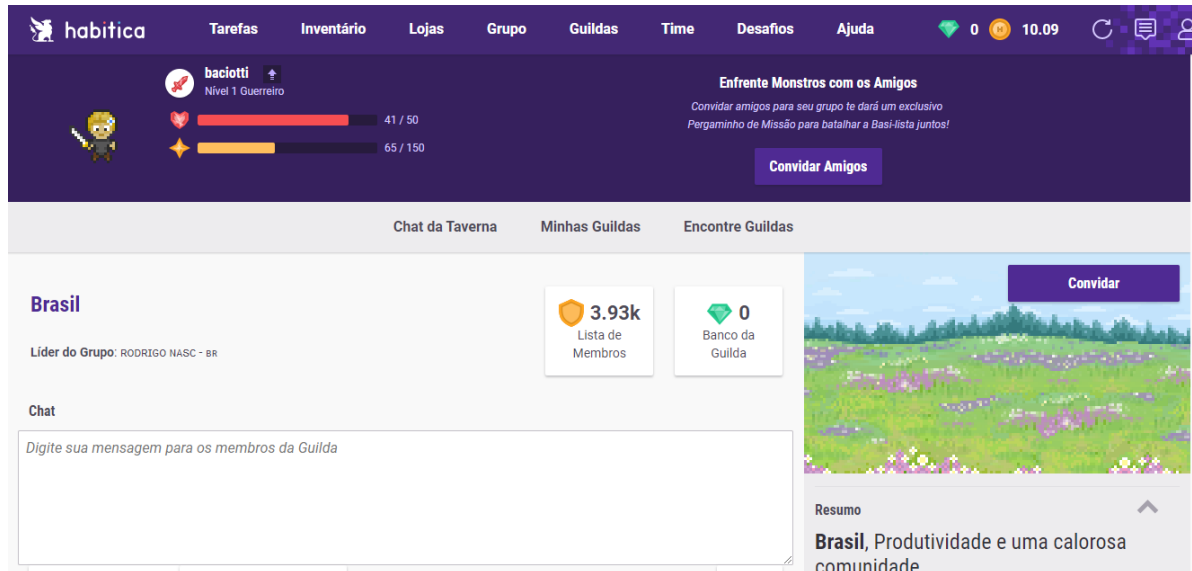 habitica Tarefas Inventário Lojas Grupo Guildas Time Desafios Ajuda 0 10.09
baciotti
Nível 1 Guerreiro
41 / 50
65 / 150
Enfrente Monstros com os Amigos
Convidar amigos para seu grupo te dará um exclusivo
Pergaminho de Missão para batalhar a Basi-lista juntos!
Convidar Amigos
Chat da Taverna Minhas Guildas Encontre Guildas
Brasil
Líder do Grupo: RODRIGO NASC - BR
3.93k
Lista de
Membros
0
Banco da
Guilda
Convidar
Chat
Digite sua mensagem para os membros da Guilda
Resumo
Brasil, Produtividade e uma calorosa
comunidade